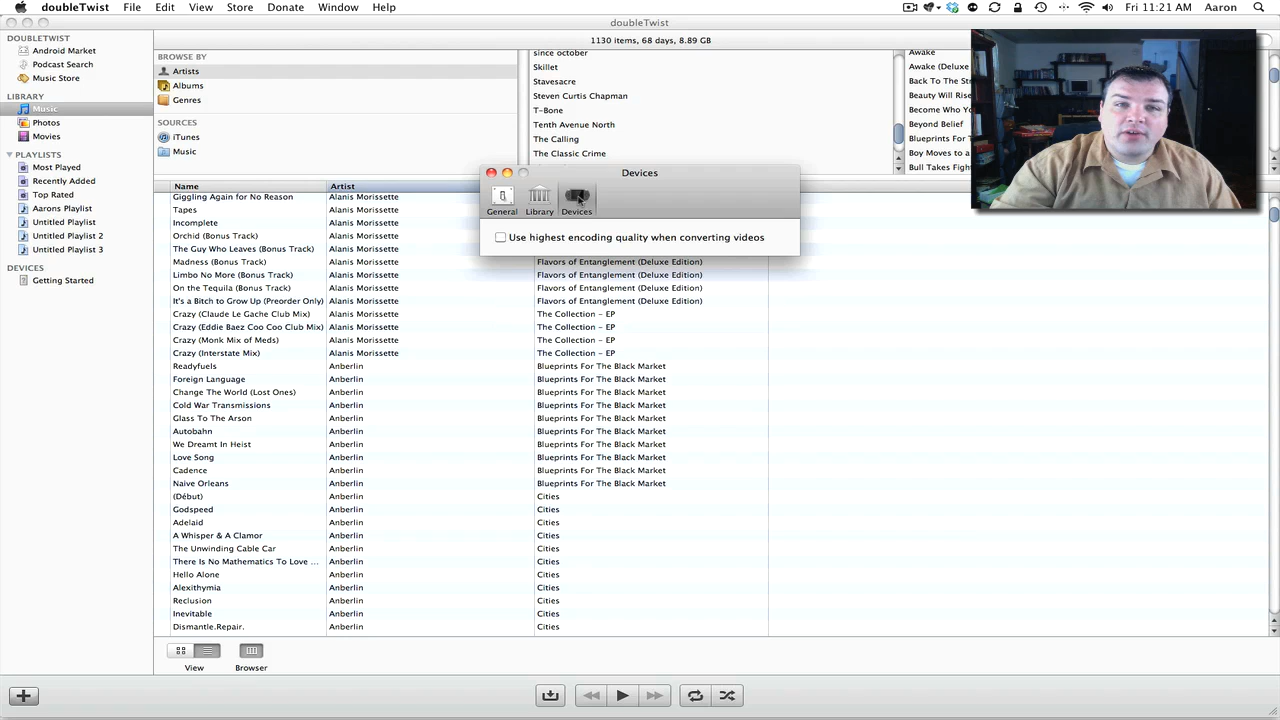 doubleTwist File Edit View Store Donate Window Help
Fri 11:21 AM Aaron
doubleTwist
1130 items, 68 days, 8.89 GB
DOUBLETWIST
Android Market
Podcast Search
Music Store
LIBRARY
Music
Photos
Movies
PLAYLISTS
Most Played
Recently Added
Top Rated
Aarons Playlist
Untitled Playlist
Untitled Playlist 2
Untitled Playlist 3
DEVICES
Getting Started
BROWSE BY
Artists
Albums
Genres
SOURCES
iTunes
Music
since october
Skillet
Stavesacre
Steven Curtis Chapman
T-Bone
Tenth Avenue North
The Calling
The Classic Crime
Awake
Awake (Deluxe
Back To The St
Beauty Will Rise
Become Who Y
Beyond Belief
Blueprints For T
Boy Moves to a
Bull Takes Fight
Devices
General Library Devices
Use highest encoding quality when converting videos
Name Artist
Giggling Again for No Reason Alanis Morissette
Tapes Alanis Morissette
Incomplete Alanis Morissette
Orchid (Bonus Track) Alanis Morissette
The Guy Who Leaves (Bonus Track) Alanis Morissette
Madness (Bonus Track) Alanis Morissette Flavors of Entanglement (Deluxe Edition)
Limbo No More (Bonus Track) Alanis Morissette Flavors of Entanglement (Deluxe Edition)
On the Tequila (Bonus Track) Alanis Morissette Flavors of Entanglement (Deluxe Edition)
It's a Bitch to Grow Up (Preorder Only) Alanis Morissette Flavors of Entanglement (Deluxe Edition)
Crazy (Claude Le Gache Club Mix) Alanis Morissette The Collection – EP
Crazy (Eddie Baez Coo Coo Club Mix) Alanis Morissette The Collection – EP
Crazy (Monk Mix of Meds) Alanis Morissette The Collection – EP
Crazy (Interstate Mix) Alanis Morissette The Collection – EP
Readyfuels Anberlin Blueprints For The Black Market
Foreign Language Anberlin Blueprints For The Black Market
Change The World (Lost Ones) Anberlin Blueprints For The Black Market
Cold War Transmissions Anberlin Blueprints For The Black Market
Glass To The Arson Anberlin Blueprints For The Black Market
Autobahn Anberlin Blueprints For The Black Market
We Dreamt In Heist Anberlin Blueprints For The Black Market
Love Song Anberlin Blueprints For The Black Market
Cadence Anberlin Blueprints For The Black Market
Naive Orleans Anberlin Blueprints For The Black Market
(Début) Anberlin Cities
Godspeed Anberlin Cities
Adelaid Anberlin Cities
A Whisper & A Clamor Anberlin Cities
The Unwinding Cable Car Anberlin Cities
There Is No Mathematics To Love ... Anberlin Cities
Hello Alone Anberlin Cities
Alexithymia Anberlin Cities
Reclusion Anberlin Cities
Inevitable Anberlin Cities
Dismantle.Repair. Anberlin Cities
View Browser